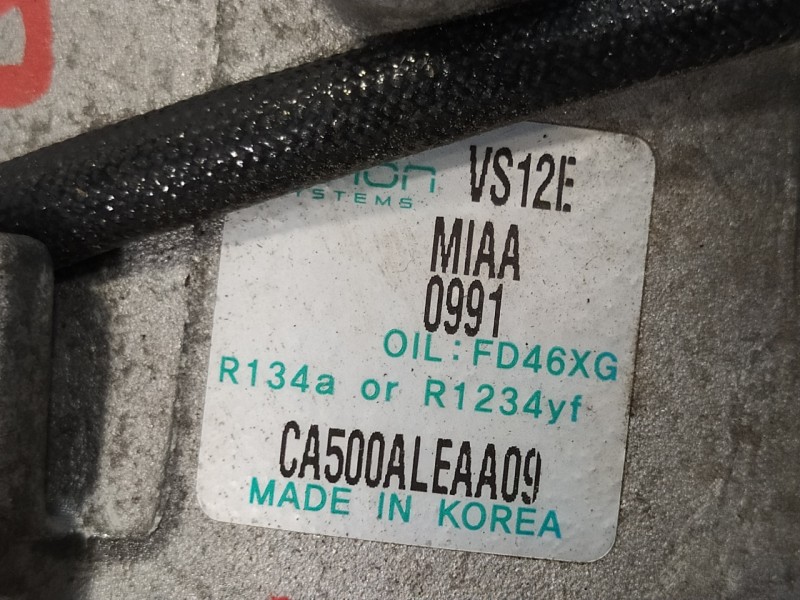 VS12E
MIAA
0991
OIL : FD46XG
R134a or R1234yf
CA500ALEAA09
MADE IN KOREA